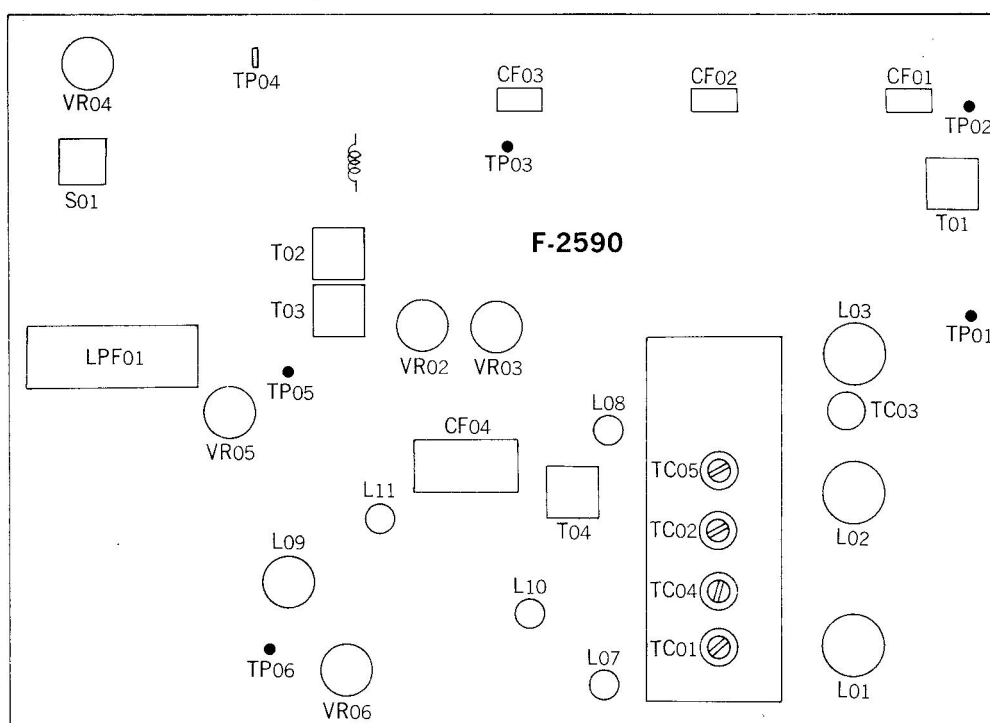 VR04
TP04
CF03
CF02
CF01
TP02
TP03
S01
T01
T02
F-2590
T03
L03
TP01
LPF01
VR02
VR03
TP05
TC03
L08
VR05
CF04
TC05
L11
T04
TC02
L02
L09
L10
TC04
TP06
L07
TC01
L01
VR06